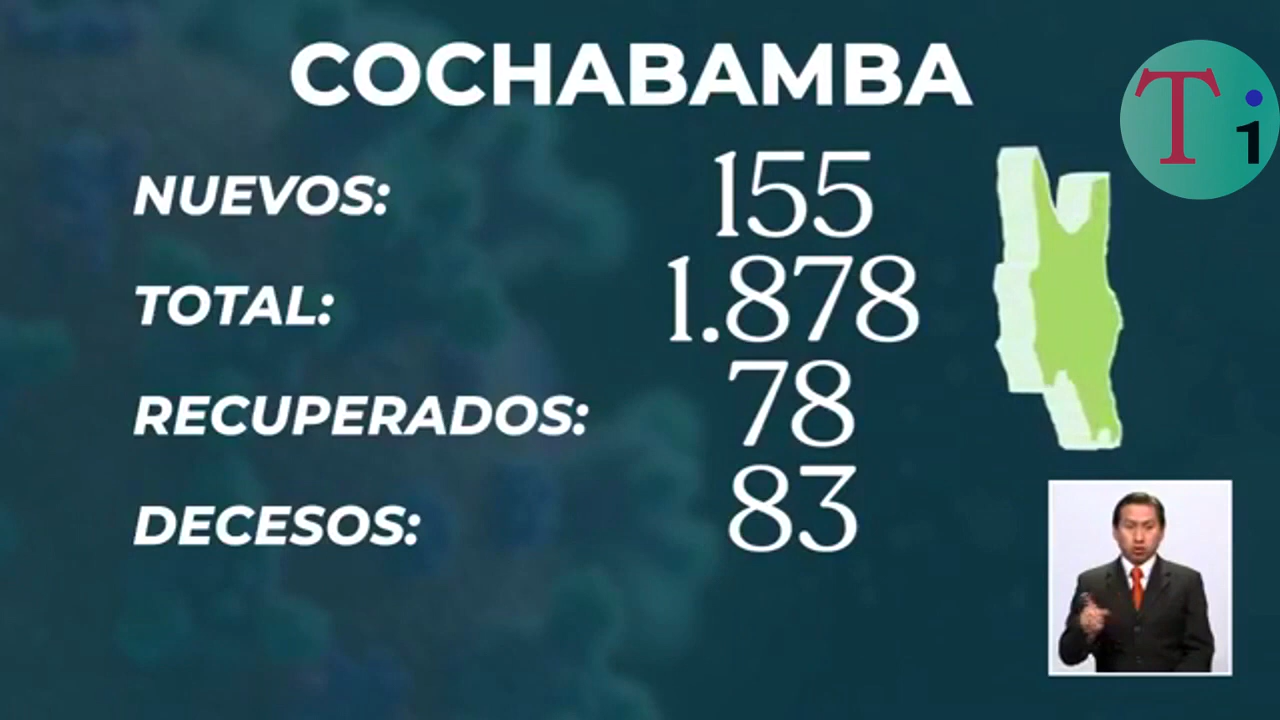 COCHABAMBA
Ti
NUEVOS: 155
TOTAL: 1.878
RECUPERADOS: 78
DECESOS: 83